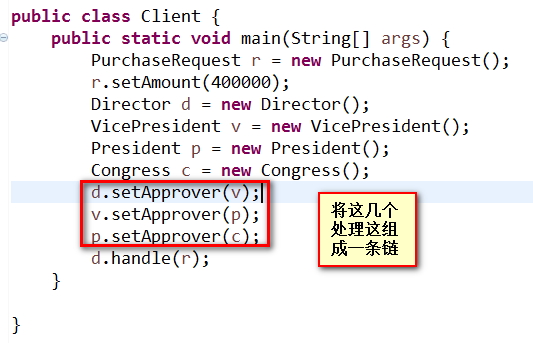 public class Client {
public static void main(String[] args) {
PurchaseRequest r = new PurchaseRequest();
r.setAmount(400000);
Director d = new Director();
VicePresident v = new VicePresident();
President p = new President();
Congress c = new Congress();
d.setApprover(v);
v.setApprover(p);
p.setApprover(c);
d.handle(r);
}
}
将这几个
处理这组
成一条链